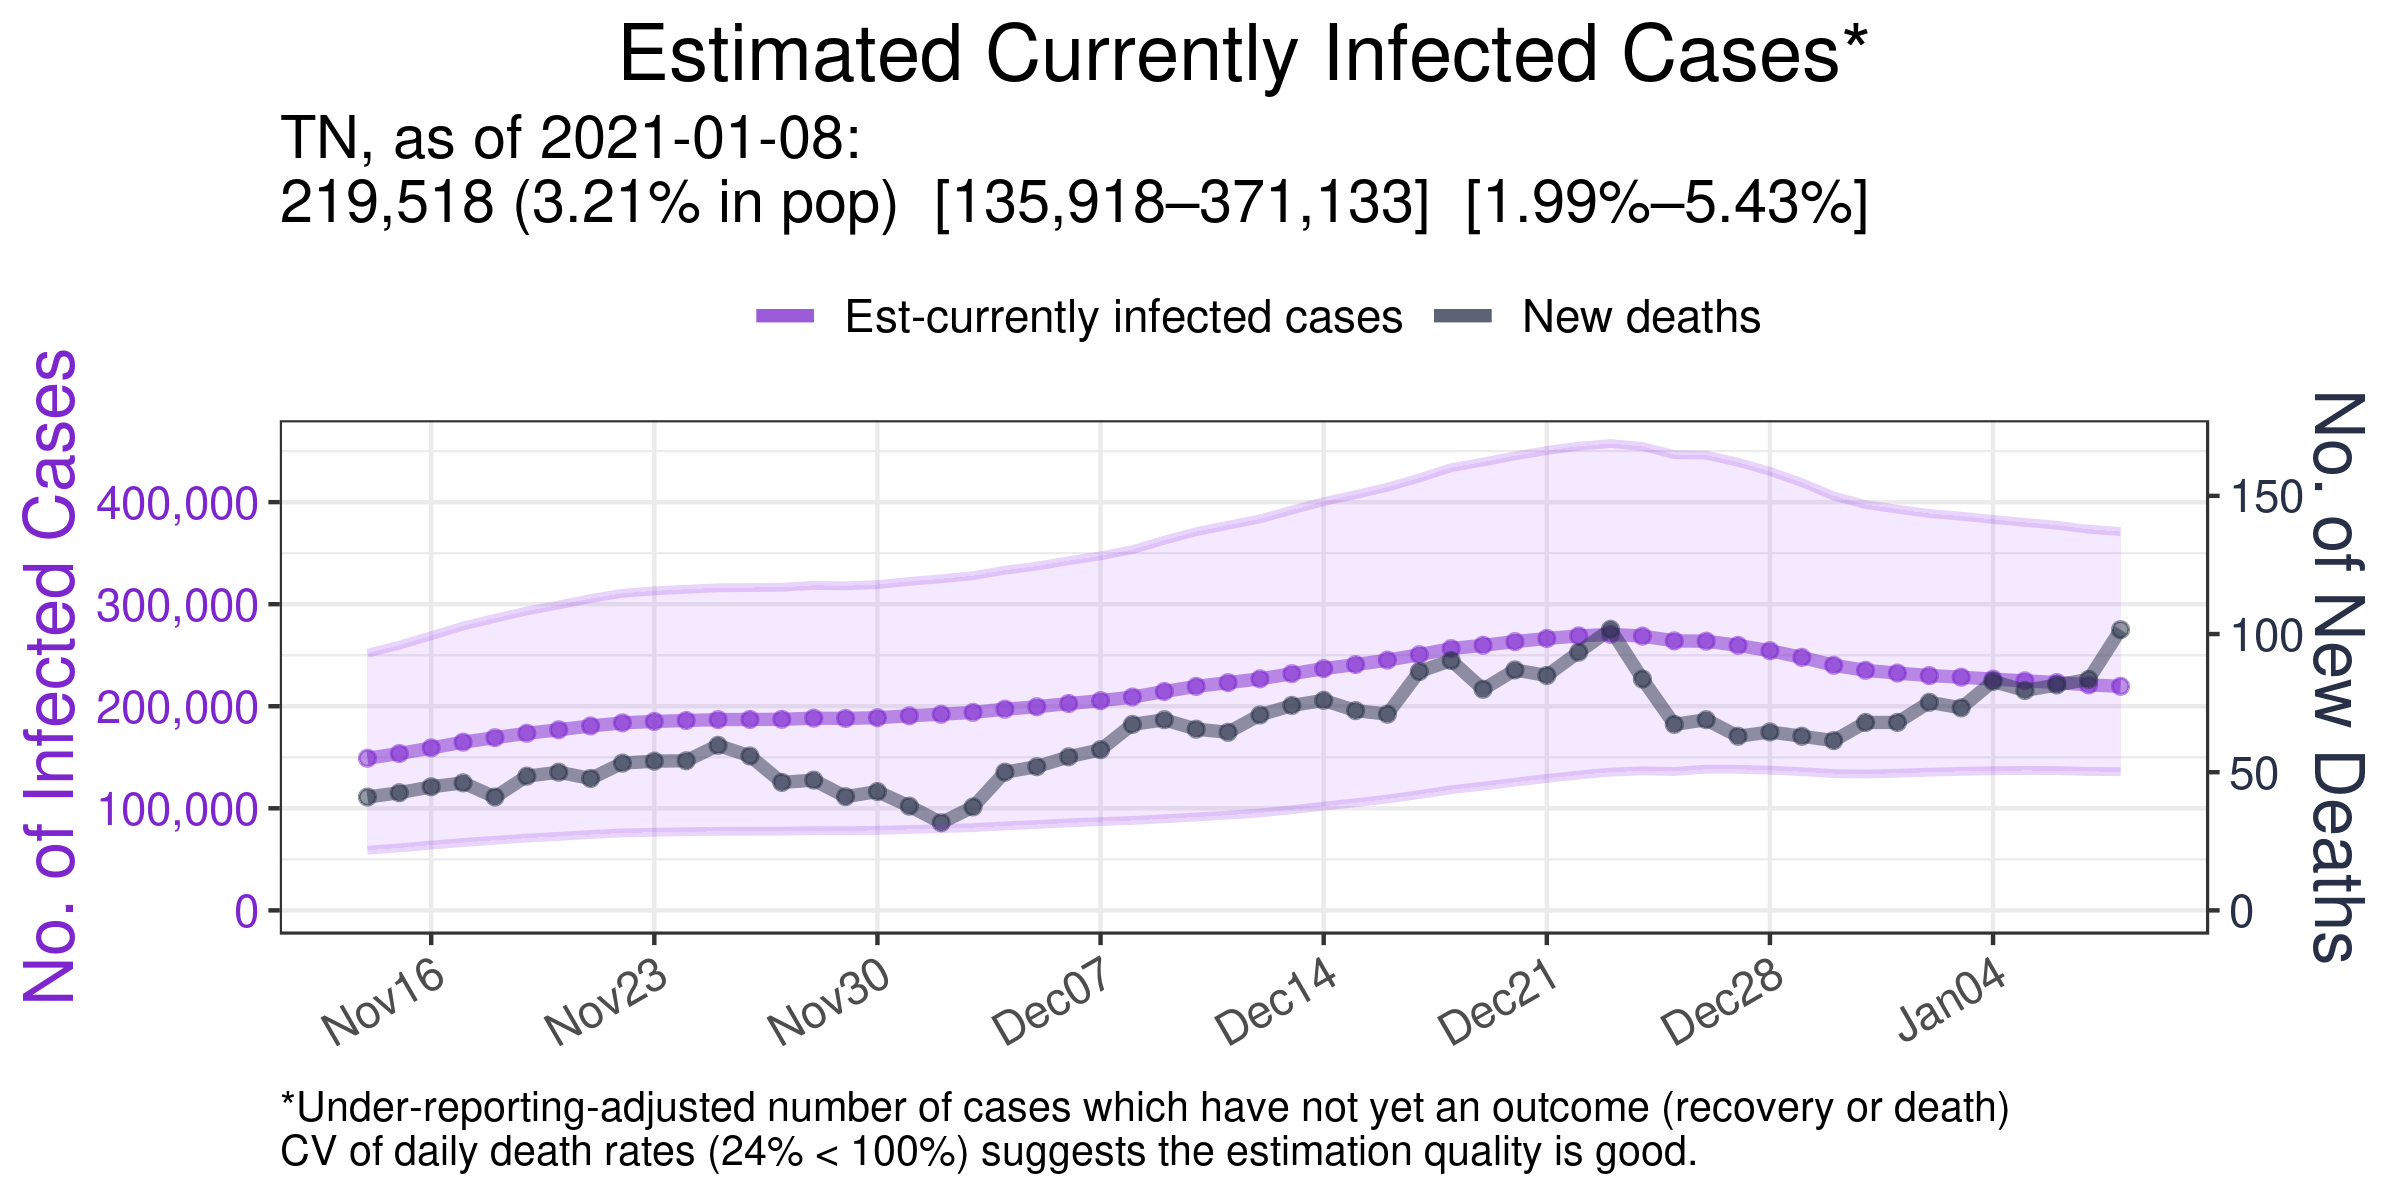 Estimated Currently Infected Cases*
TN, as of 2021-01-08:
219,518 (3.21% in pop) [135,918–371,133] [1.99%–5.43%]
Est-currently infected cases
New deaths
No. of Infected Cases
400,000
300,000
200,000
100,000
0
150
100
50
0
No. of New Deaths
Nov16
Nov23
Nov30
Dec07
Dec14
Dec21
Dec28
Jan04
*Under-reporting-adjusted number of cases which have not yet an outcome (recovery or death)
CV of daily death rates (24% < 100%) suggests the estimation quality is good.